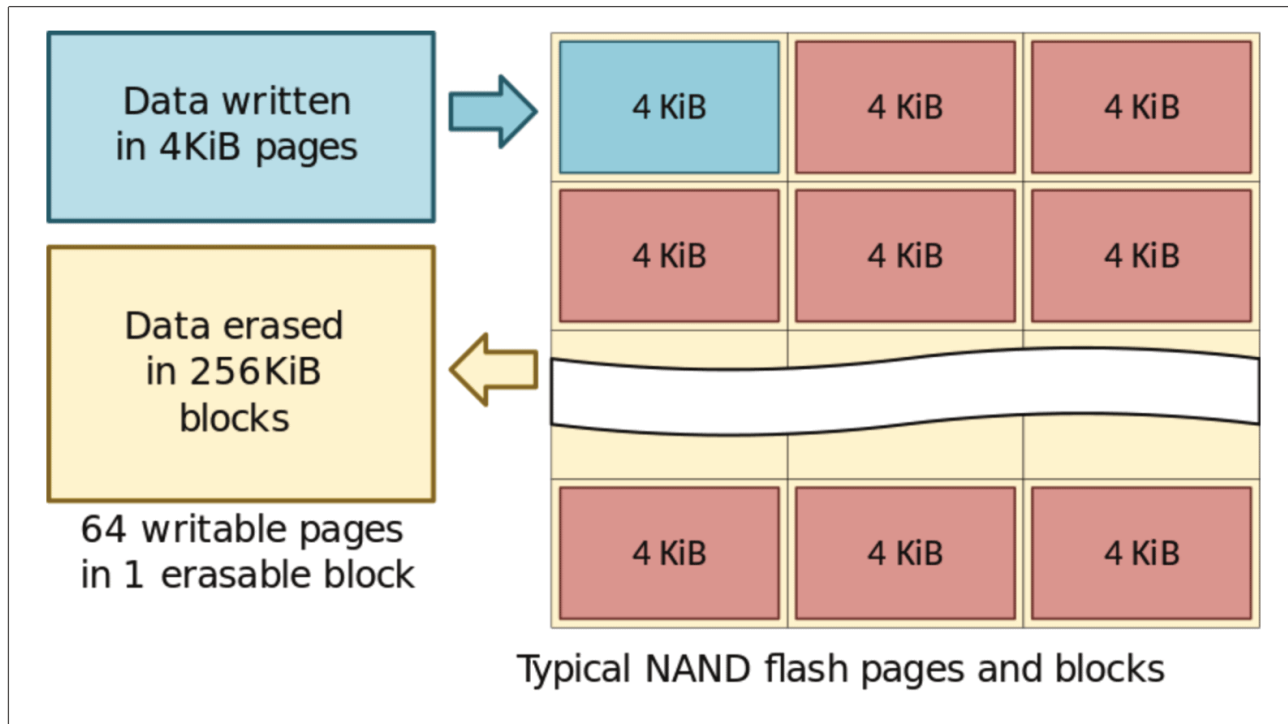 Data written
in 4KiB pages
4 KiB
4 KiB
4 KiB
4 KiB
4 KiB
4 KiB
Data erased
in 256KiB
blocks
4 KiB
4 KiB
4 KiB
64 writable pages
in 1 erasable block
Typical NAND flash pages and blocks